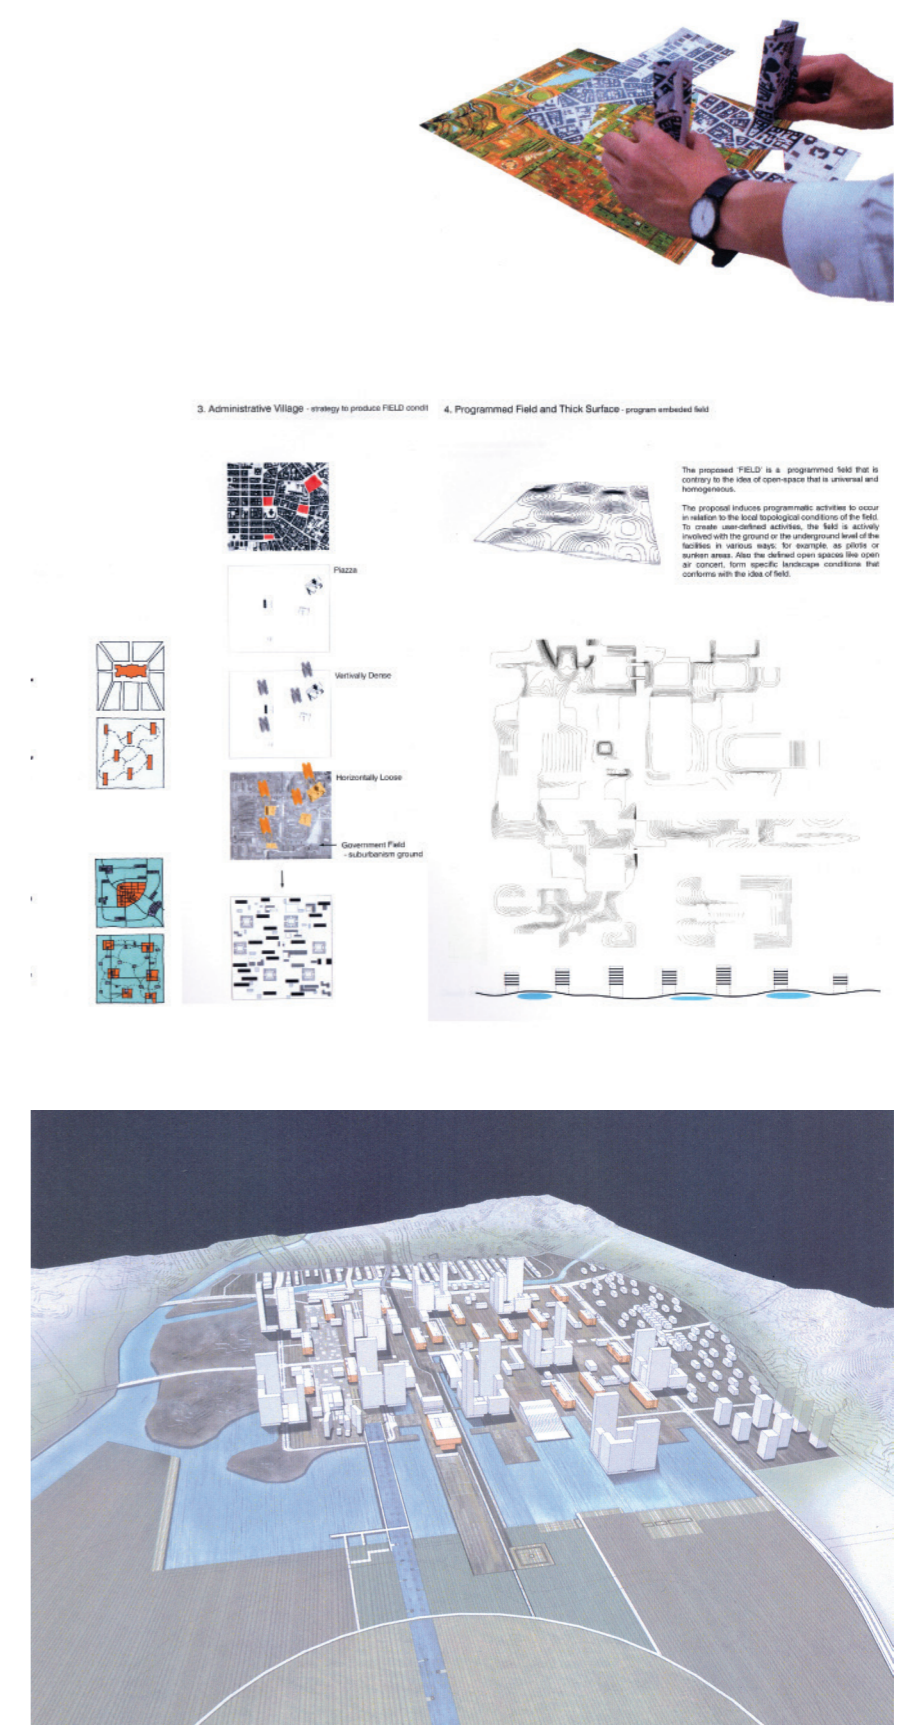 3. Administrative Village - strategy to produce FIELD condit
4. Programmed Field and Thick Surface - program embeded field
The proposed 'FIELD' is a programmed field that is
contrary to the idea of open-space that is universal and
homogeneous.
The proposal induces programmatic activities to occur
in relation to the local topological conditions of the field.
To create user-defined activities, the field is actively
involved with the ground or the underground level of the
facilities in various ways; for example, as pilotis or
sunken areas. Also the defined open spaces like open
air concert, form specific landscape conditions that
conforms with the idea of field.
Piazza
Vertivally Dense
Horizontally Loose
Government Field
- suburbanism ground